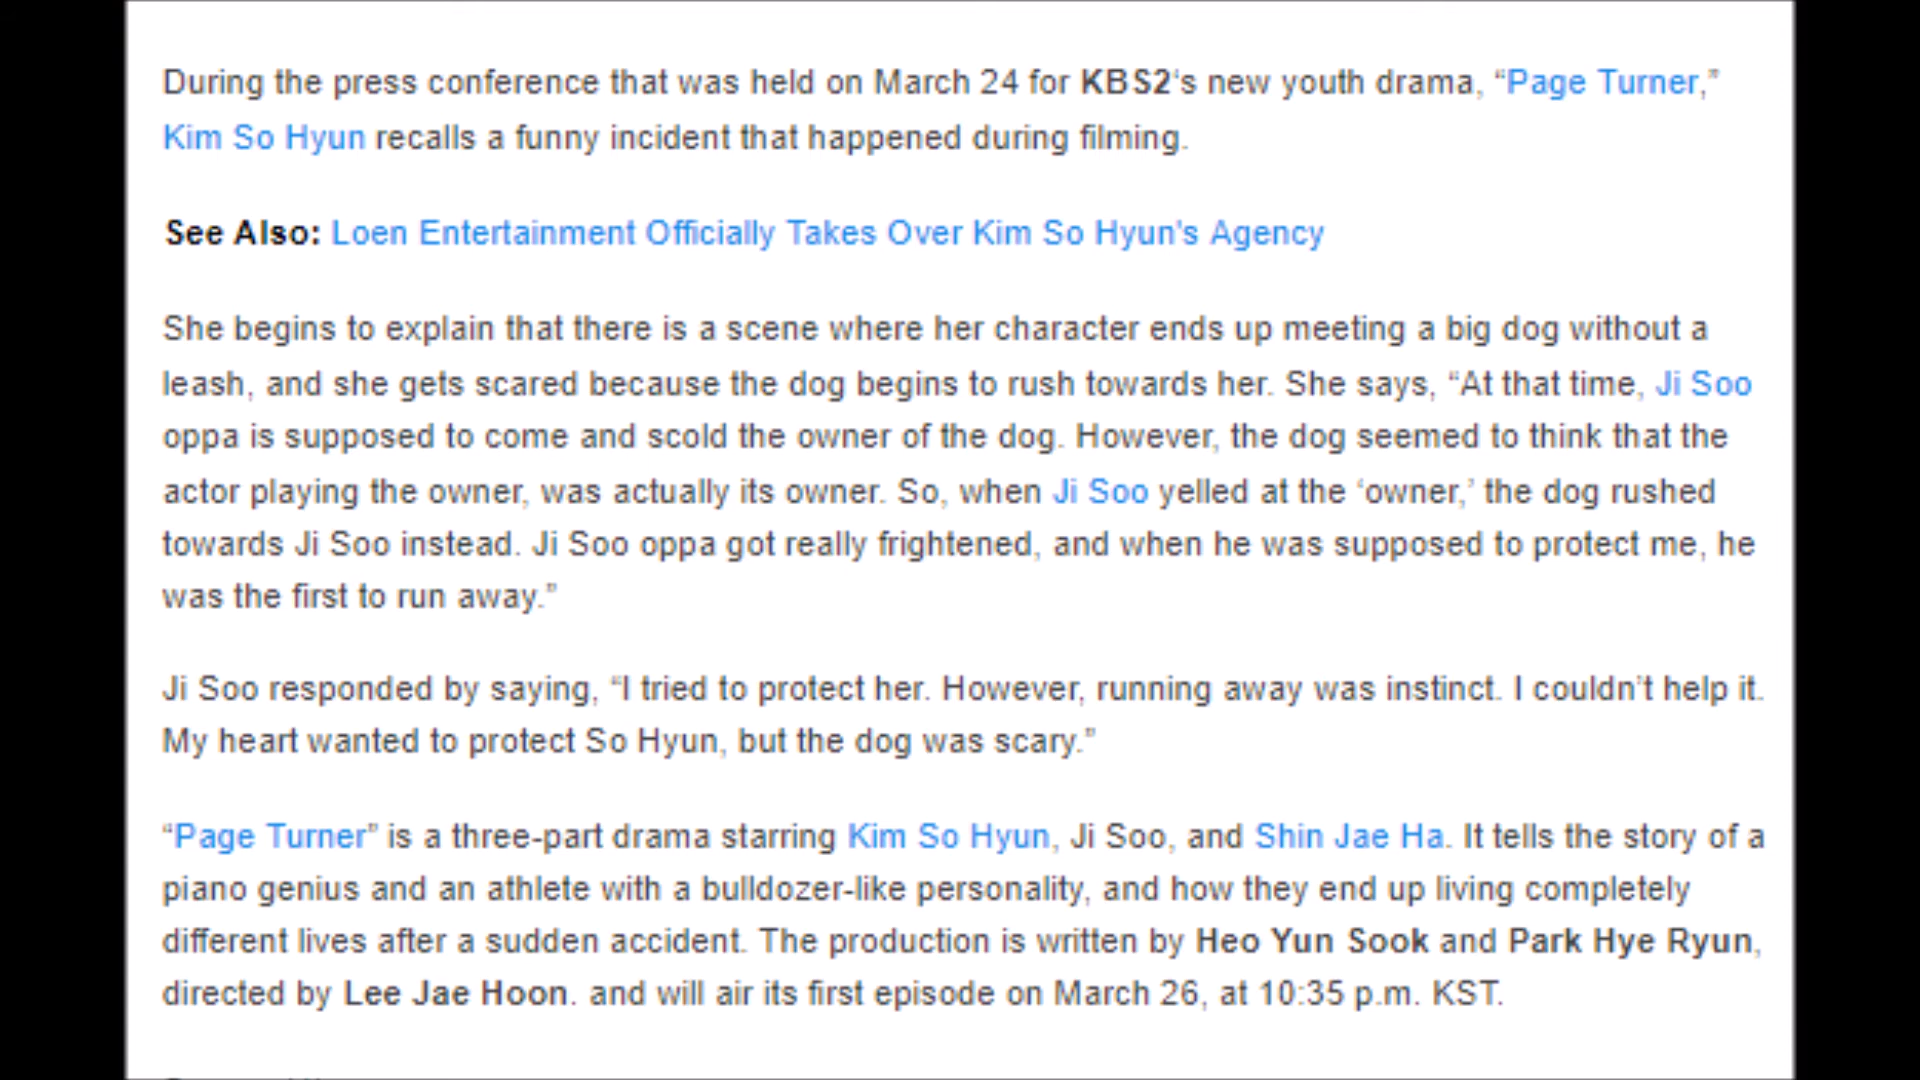 During the press conference that was held on March 24 for KBS2‘s new youth drama, “Page Turner,”
Kim So Hyun recalls a funny incident that happened during filming.
See Also: Loen Entertainment Officially Takes Over Kim So Hyun's Agency
She begins to explain that there is a scene where her character ends up meeting a big dog without a
leash, and she gets scared because the dog begins to rush towards her. She says, “At that time, Ji Soo
oppa is supposed to come and scold the owner of the dog. However, the dog seemed to think that the
actor playing the owner, was actually its owner. So, when Ji Soo yelled at the ‘owner,’ the dog rushed
towards Ji Soo instead. Ji Soo oppa got really frightened, and when he was supposed to protect me, he
was the first to run away.”
Ji Soo responded by saying, “I tried to protect her. However, running away was instinct. I couldn’t help it.
My heart wanted to protect So Hyun, but the dog was scary.”
“Page Turner” is a three-part drama starring Kim So Hyun, Ji Soo, and Shin Jae Ha. It tells the story of a
piano genius and an athlete with a bulldozer-like personality, and how they end up living completely
different lives after a sudden accident. The production is written by Heo Yun Sook and Park Hye Ryun,
directed by Lee Jae Hoon. and will air its first episode on March 26, at 10:35 p.m. KST.